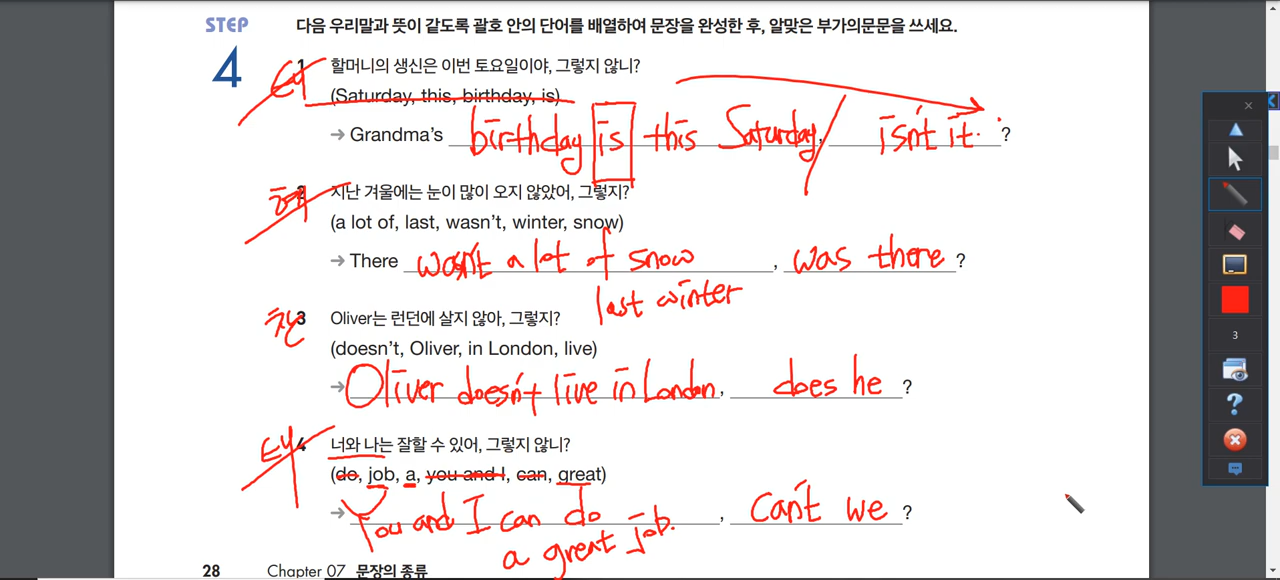 STEP 다음 우리말과 뜻이 같도록 괄호 안의 단어를 배열하여 문장을 완성한 후, 알맞은 부가의문문을 쓰세요.
4
1 할머니의 생신은 이번 토요일이야, 그렇지 않니?
(Saturday, this, birthday, is)
→ Grandma's birthday is this Saturday, isn't it. ?
2 지난 겨울에는 눈이 많이 오지 않았어, 그렇지?
(a lot of, last, wasn't, winter, snow)
→ There wasn't a lot of snow , was there ?
last winter
3 Oliver는 런던에 살지 않아, 그렇지?
(doesn't, Oliver, in London, live)
→ Oliver doesn't live in London, does he ?
4 너와 나는 잘할 수 있어, 그렇지 않니?
(do, job, a, you and I, can, great)
→ You and I can do , can't we ?
a great job.
28 Chapter 07 문장의 종류
3